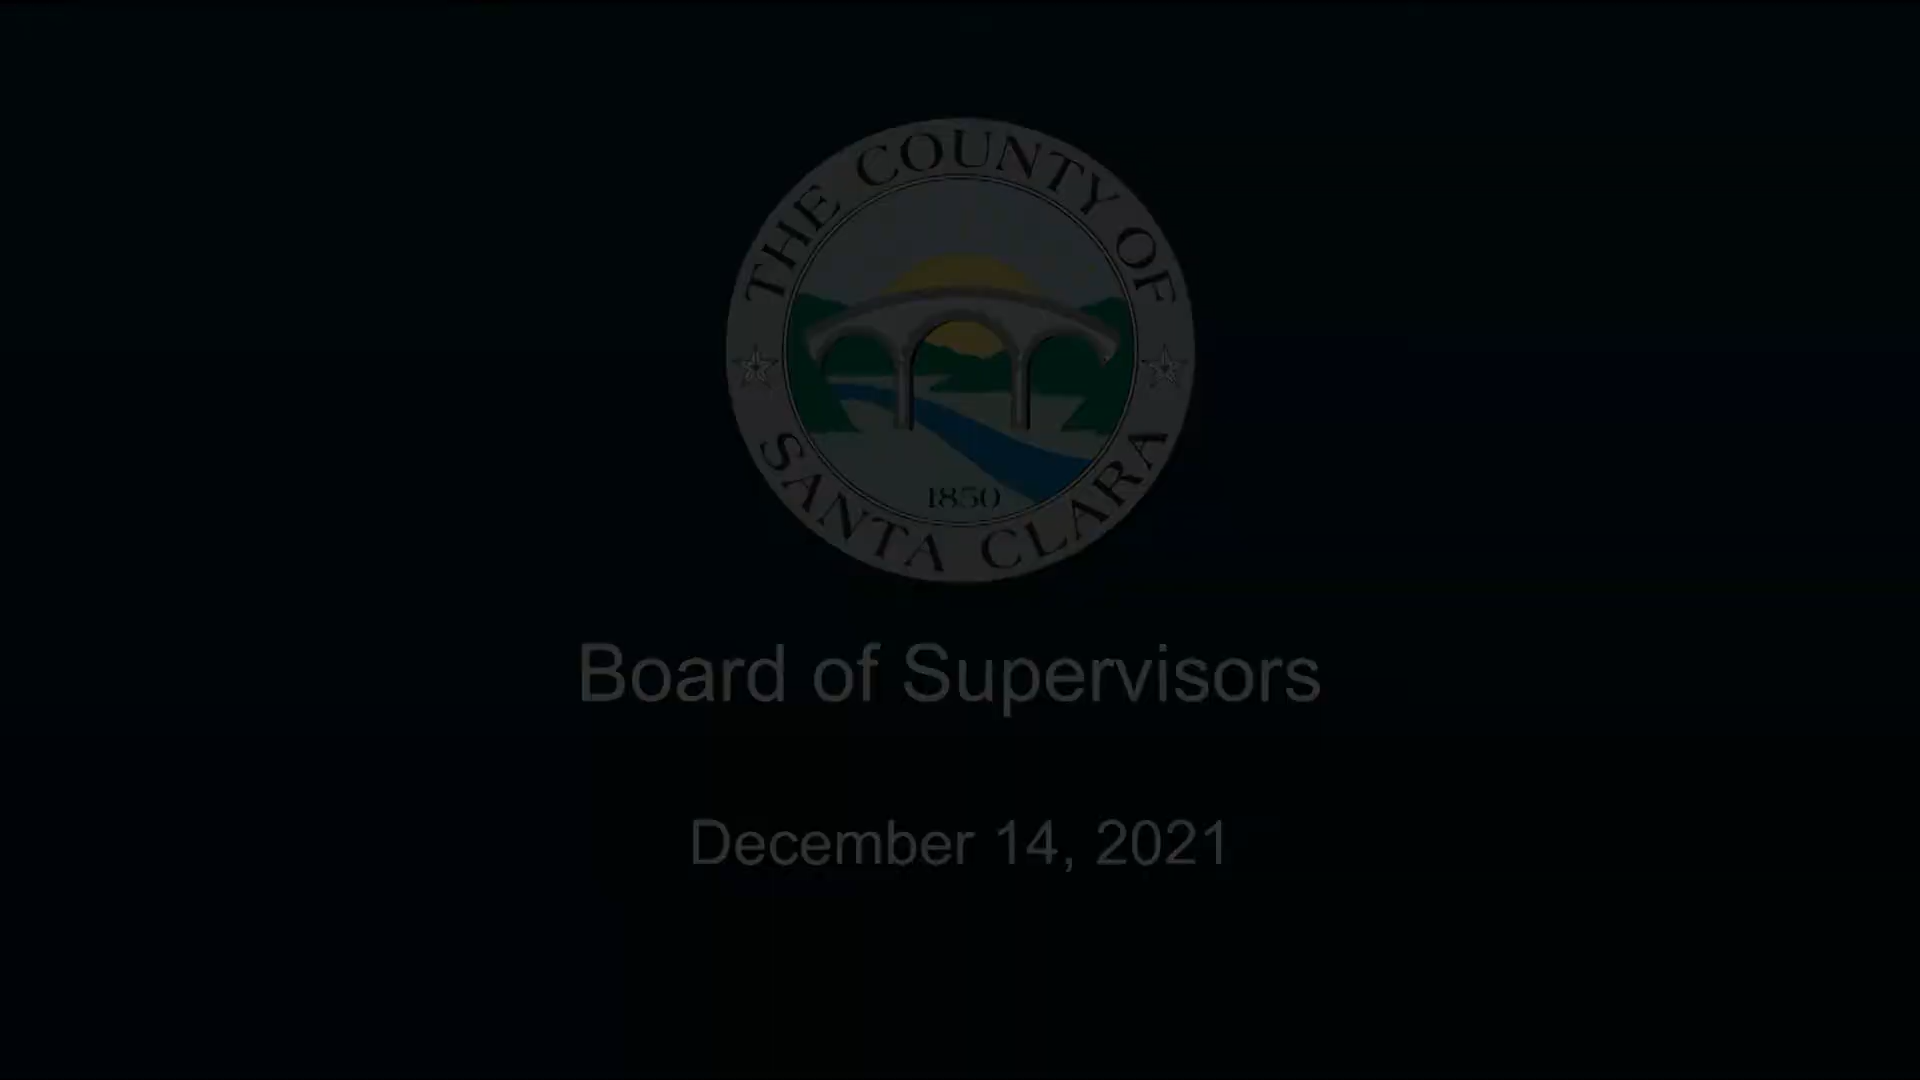 THE COUNTY OF
SANTA CLARA
1850
Board of Supervisors
December 14, 2021